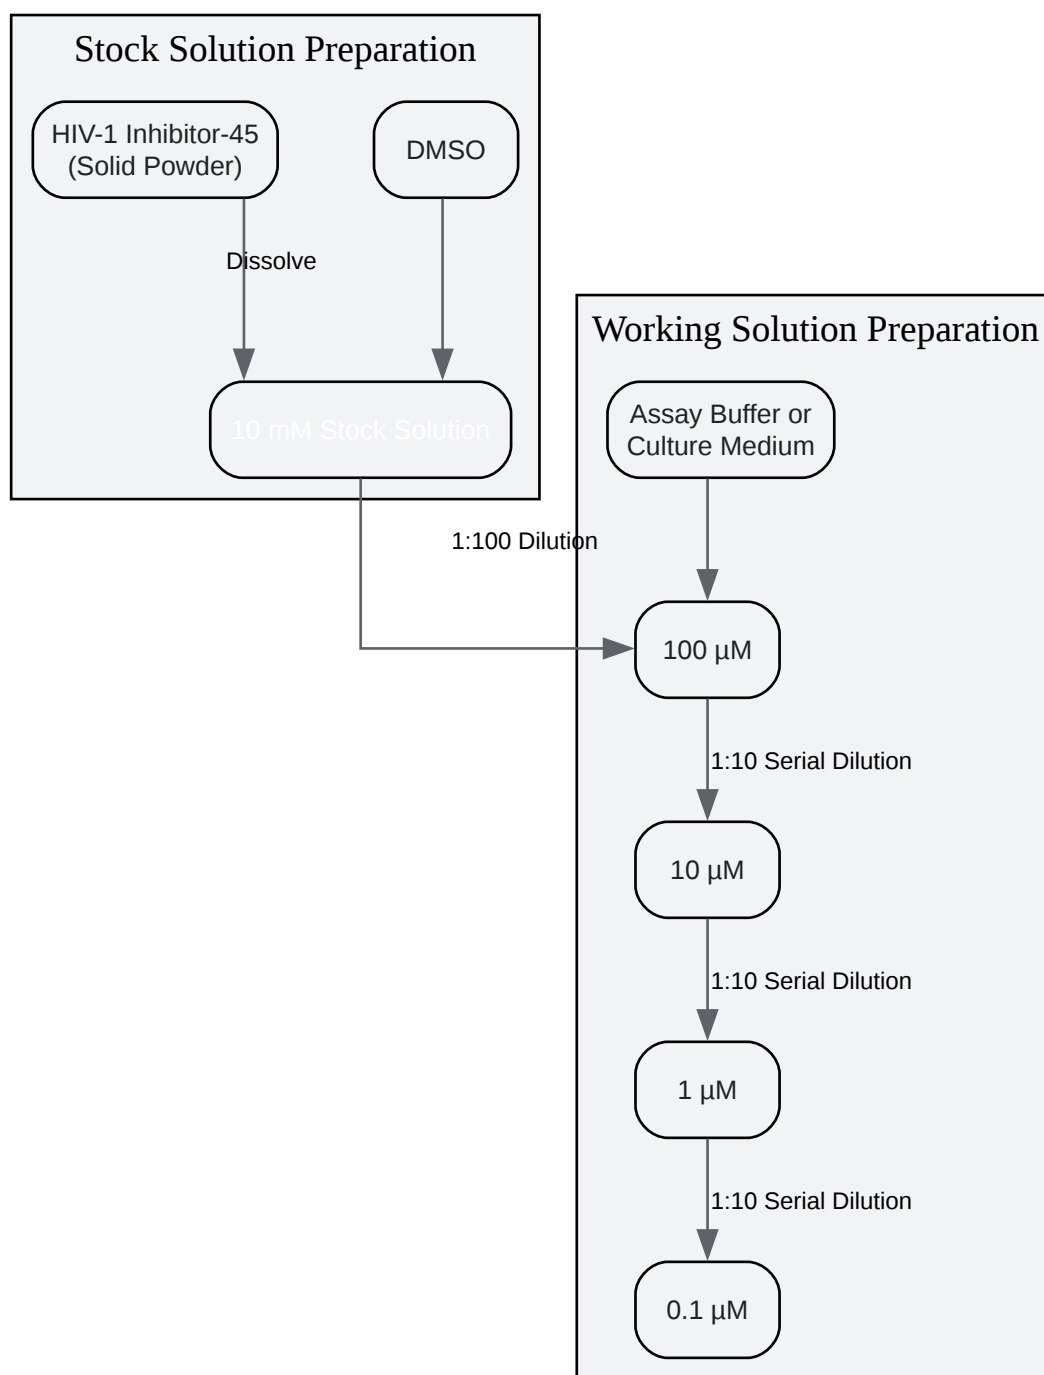 Stock Solution Preparation
HIV-1 Inhibitor-45
(Solid Powder)
DMSO
Dissolve
10 mM Stock Solution
1:100 Dilution
Working Solution Preparation
Assay Buffer or
Culture Medium
100 µM
1:10 Serial Dilution
10 µM
1:10 Serial Dilution
1 µM
1:10 Serial Dilution
0.1 µM